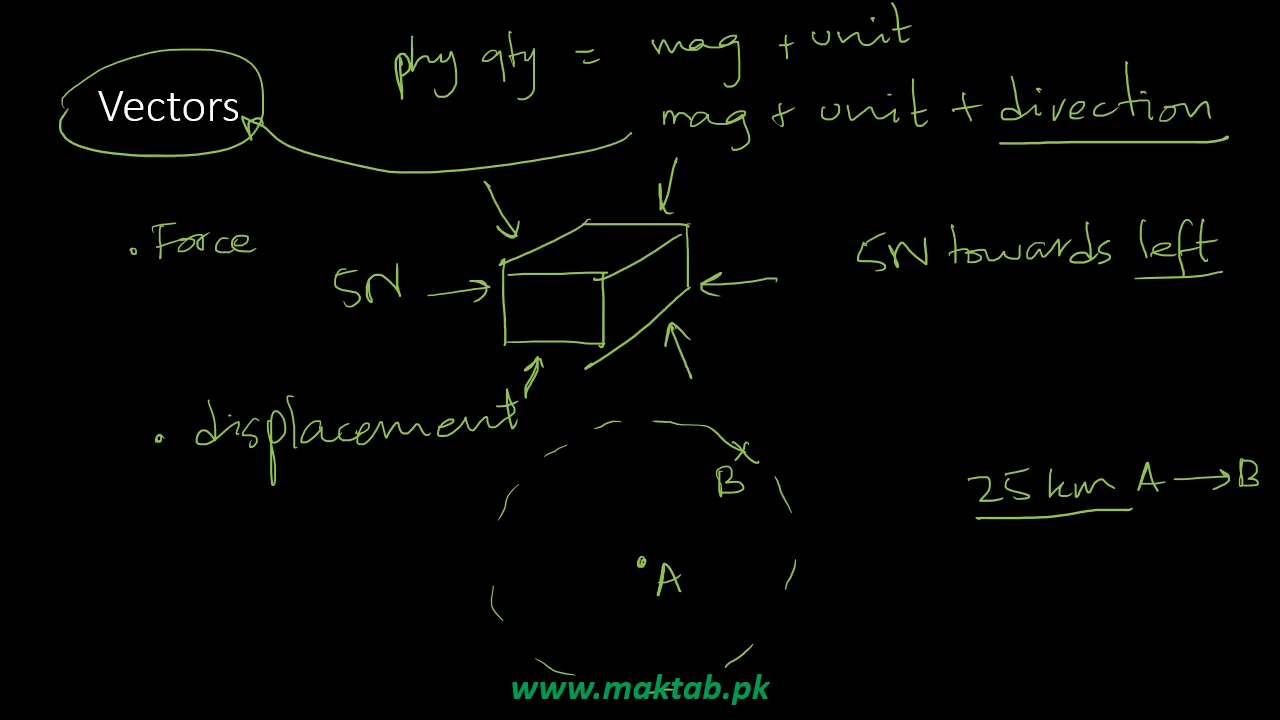 phy qty = mag + unit
Vectors
mag + unit + direction
. Force
5N
5N towards left
. displacement
B
25 km A → B
A
www.maktab.pk